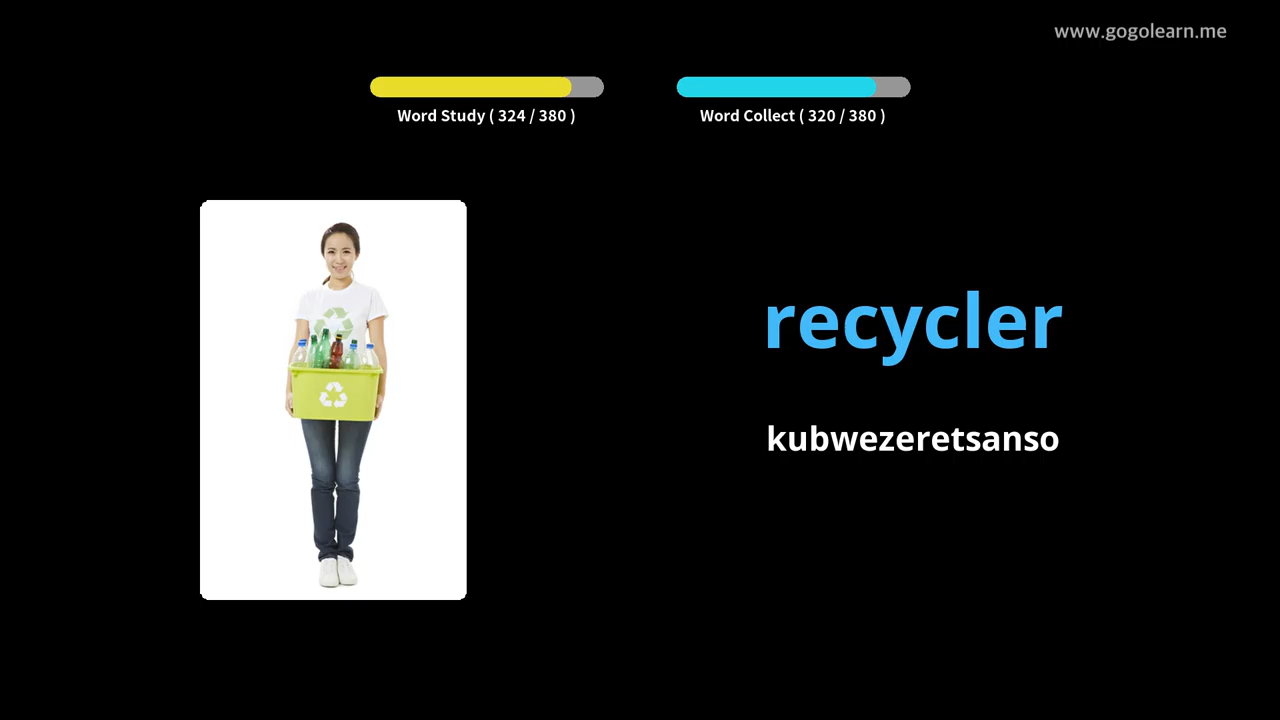 www.gogolearn.me
Word Study ( 324 / 380 )
Word Collect ( 320 / 380 )
recycler
kubwezeretsanso